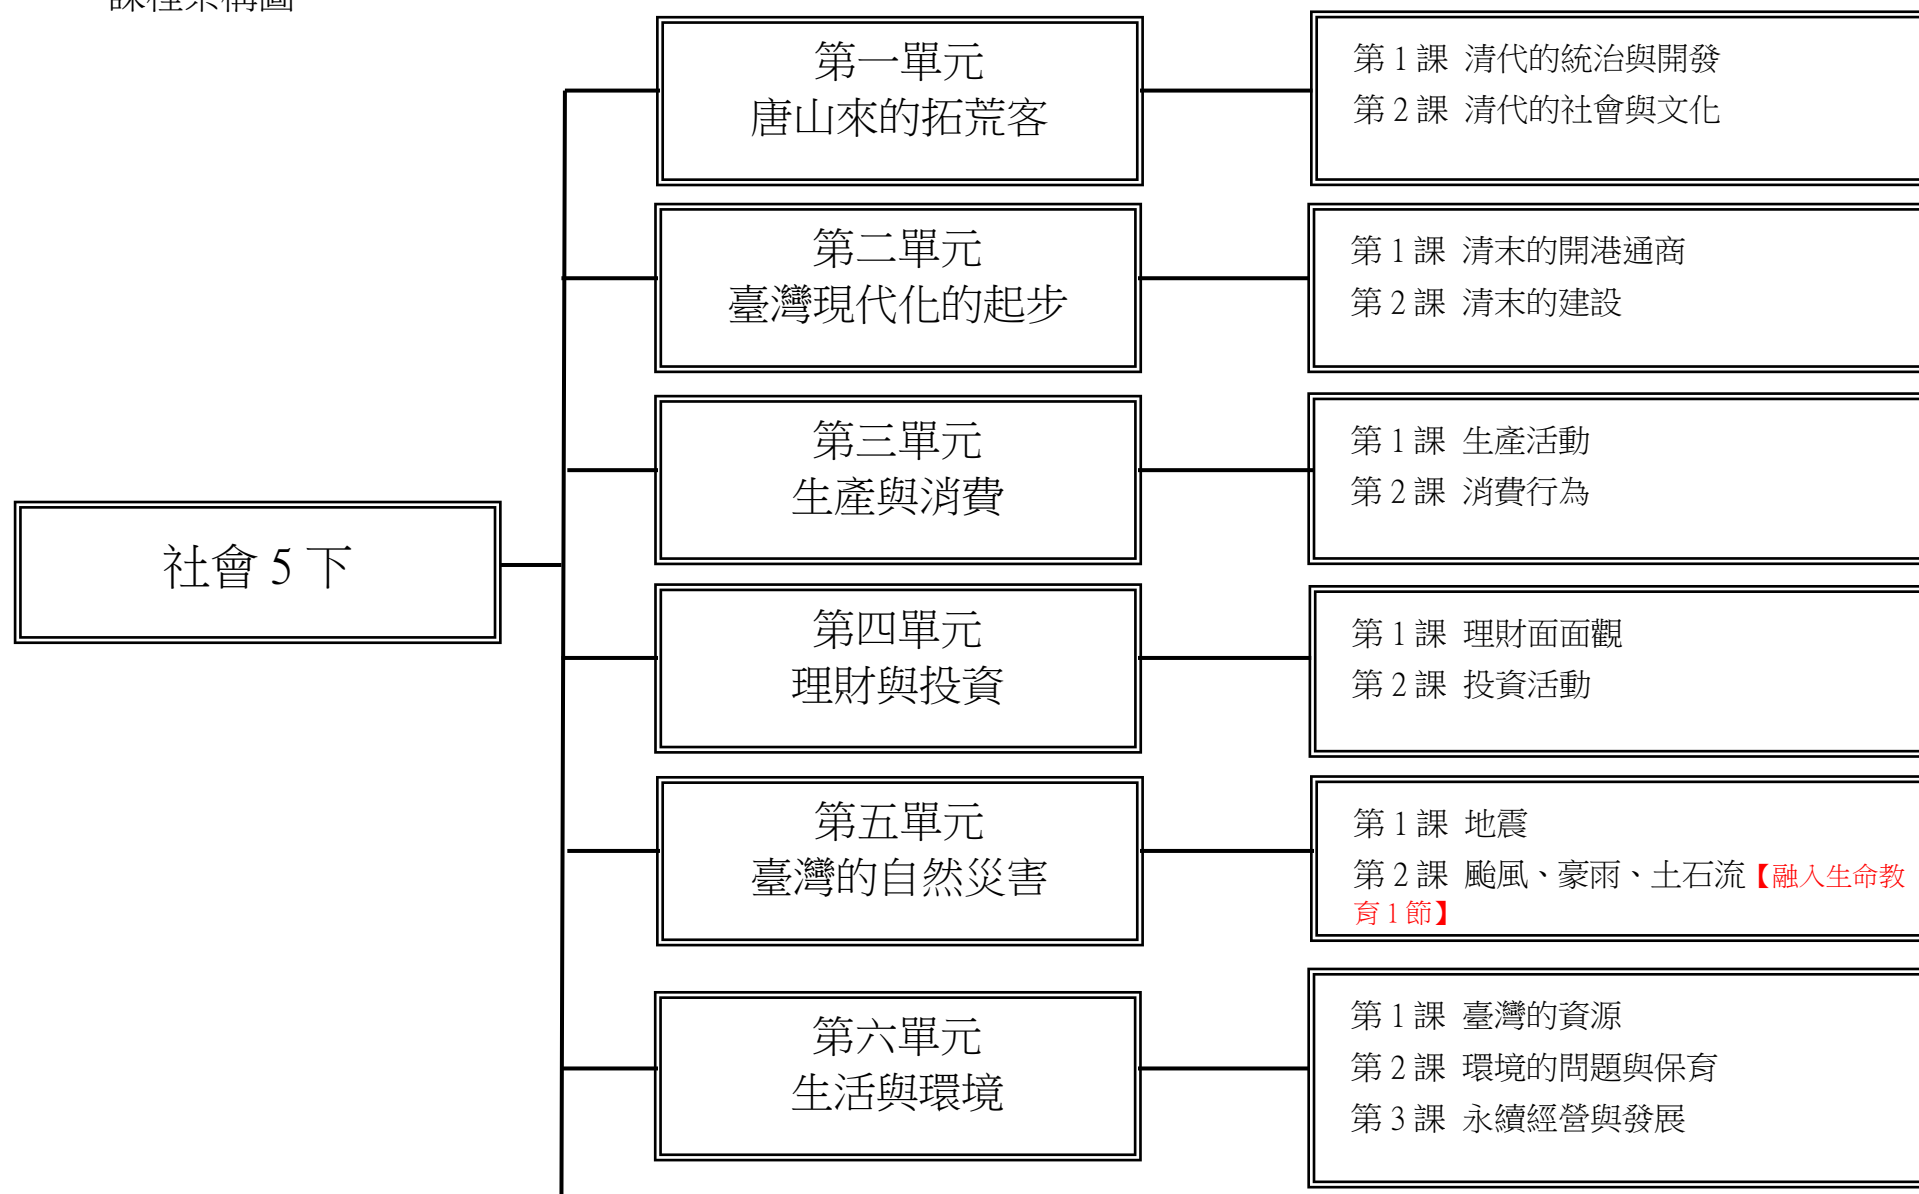 課程架構圖
第一單元
唐山來的拓荒客
第1課 清代的統治與開發
第2課 清代的社會與文化
第二單元
臺灣現代化的起步
第1課 清末的開港通商
第2課 清末的建設
第三單元
生產與消費
第1課 生產活動
第2課 消費行為
社會5下
第四單元
理財與投資
第1課 理財面面觀
第2課 投資活動
第五單元
臺灣的自然災害
第1課 地震
第2課 颱風、豪雨、土石流【融入生命教
育1節】
第六單元
生活與環境
第1課 臺灣的資源
第2課 環境的問題與保育
第3課 永續經營與發展